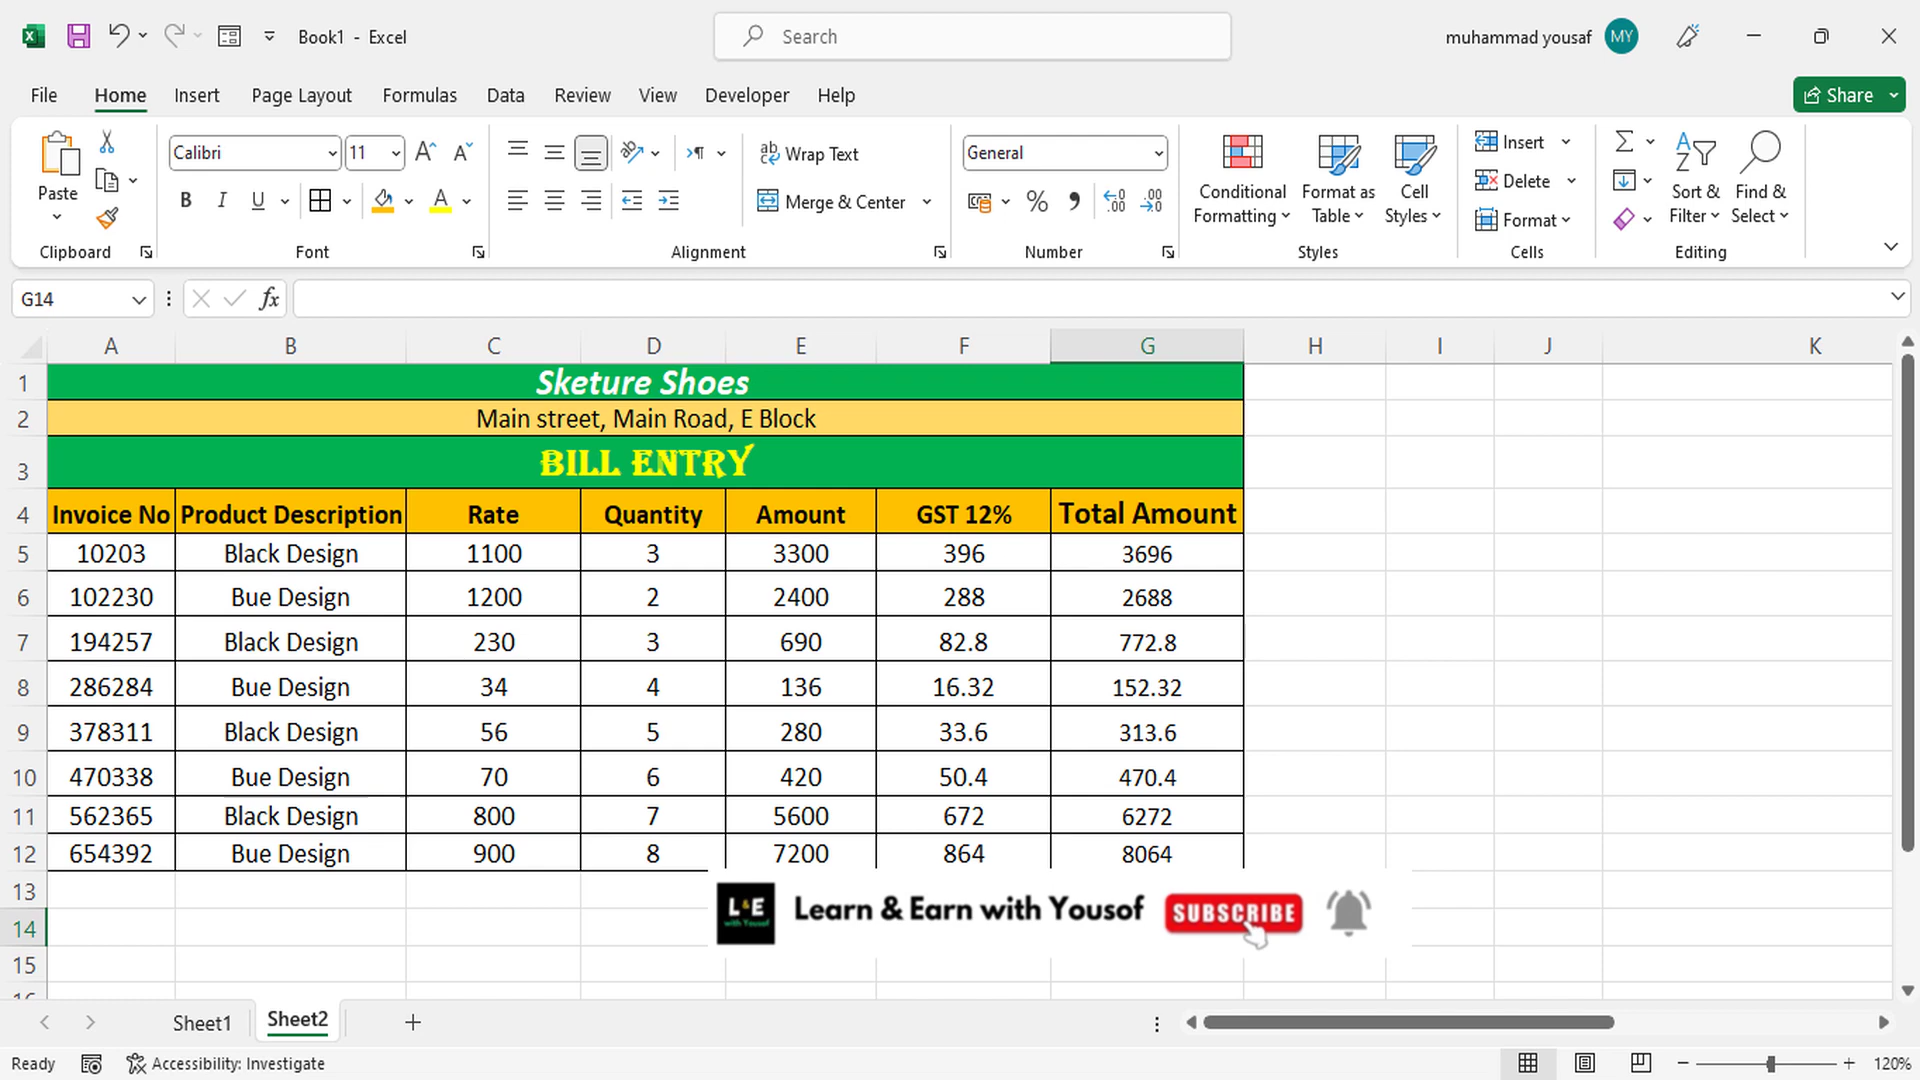 Book1 - Excel
Search
muhammad yousaf MY
File Home Insert Page Layout Formulas Data Review View Developer Help Share
Paste
Clipboard
Calibri 11
B I U A
Font
Wrap Text
Merge & Center
Alignment
General
% ,
Number
Conditional Formatting
Format as Table
Cell Styles
Styles
Insert
Delete
Format
Cells
Sort & Filter
Find & Select
Editing
G14 fx
A B C D E F G H I J K
1 Sketure Shoes
2 Main street, Main Road, E Block
3 BILL ENTRY
4 Invoice No Product Description Rate Quantity Amount GST 12% Total Amount
5 10203 Black Design 1100 3 3300 396 3696
6 102230 Bue Design 1200 2 2400 288 2688
7 194257 Black Design 230 3 690 82.8 772.8
8 286284 Bue Design 34 4 136 16.32 152.32
9 378311 Black Design 56 5 280 33.6 313.6
10 470338 Bue Design 70 6 420 50.4 470.4
11 562365 Black Design 800 7 5600 672 6272
12 654392 Bue Design 900 8 7200 864 8064
13
14
L&E with Yousof Learn & Earn with Yousof SUBSCRIBE
15
16
Sheet1 Sheet2
Ready Accessibility: Investigate 120%